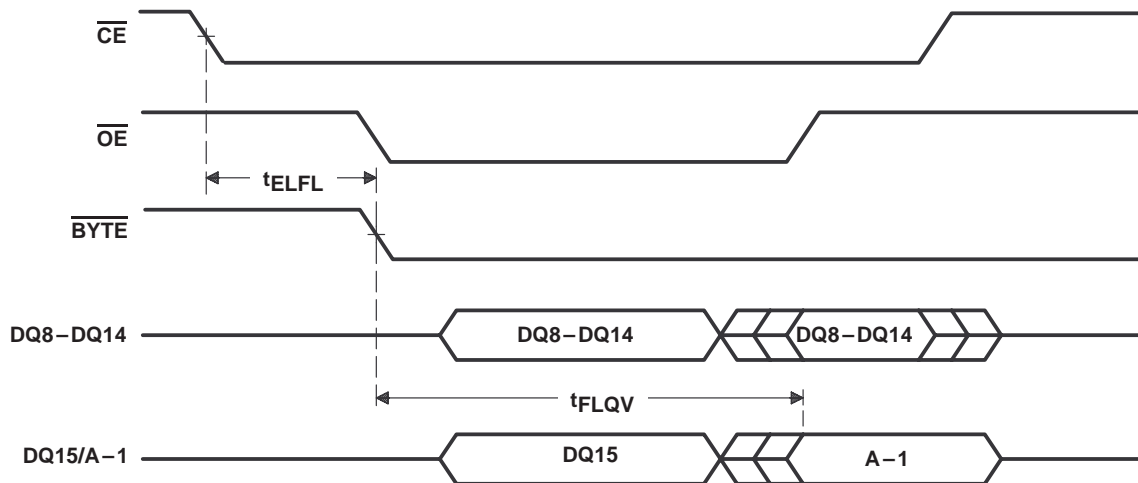 CE
OE
tELFL
BYTE
DQ8–DQ14 DQ8–DQ14 DQ8–DQ14
tFLQV
DQ15/A–1 DQ15 A–1